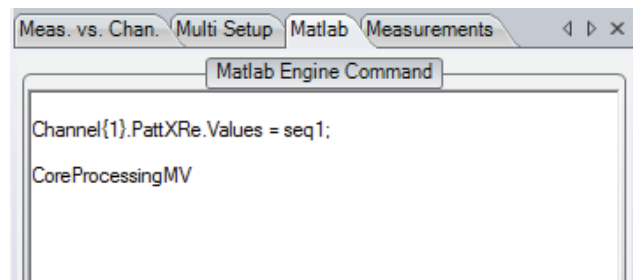 Meas. vs. Chan. Multi Setup Matlab Measurements
Matlab Engine Command
Channel{1}.PattXRe.Values = seq1;
CoreProcessingMV